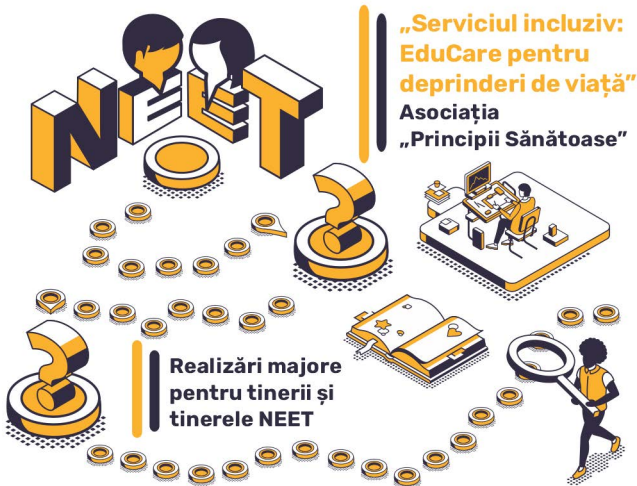 NEET
„Serviciul incluziv:
EduCare pentru
deprinderi de viață”
Asociația
„Principii Sănătoase”
Realizări majore
pentru tinerii și
tinerele NEET